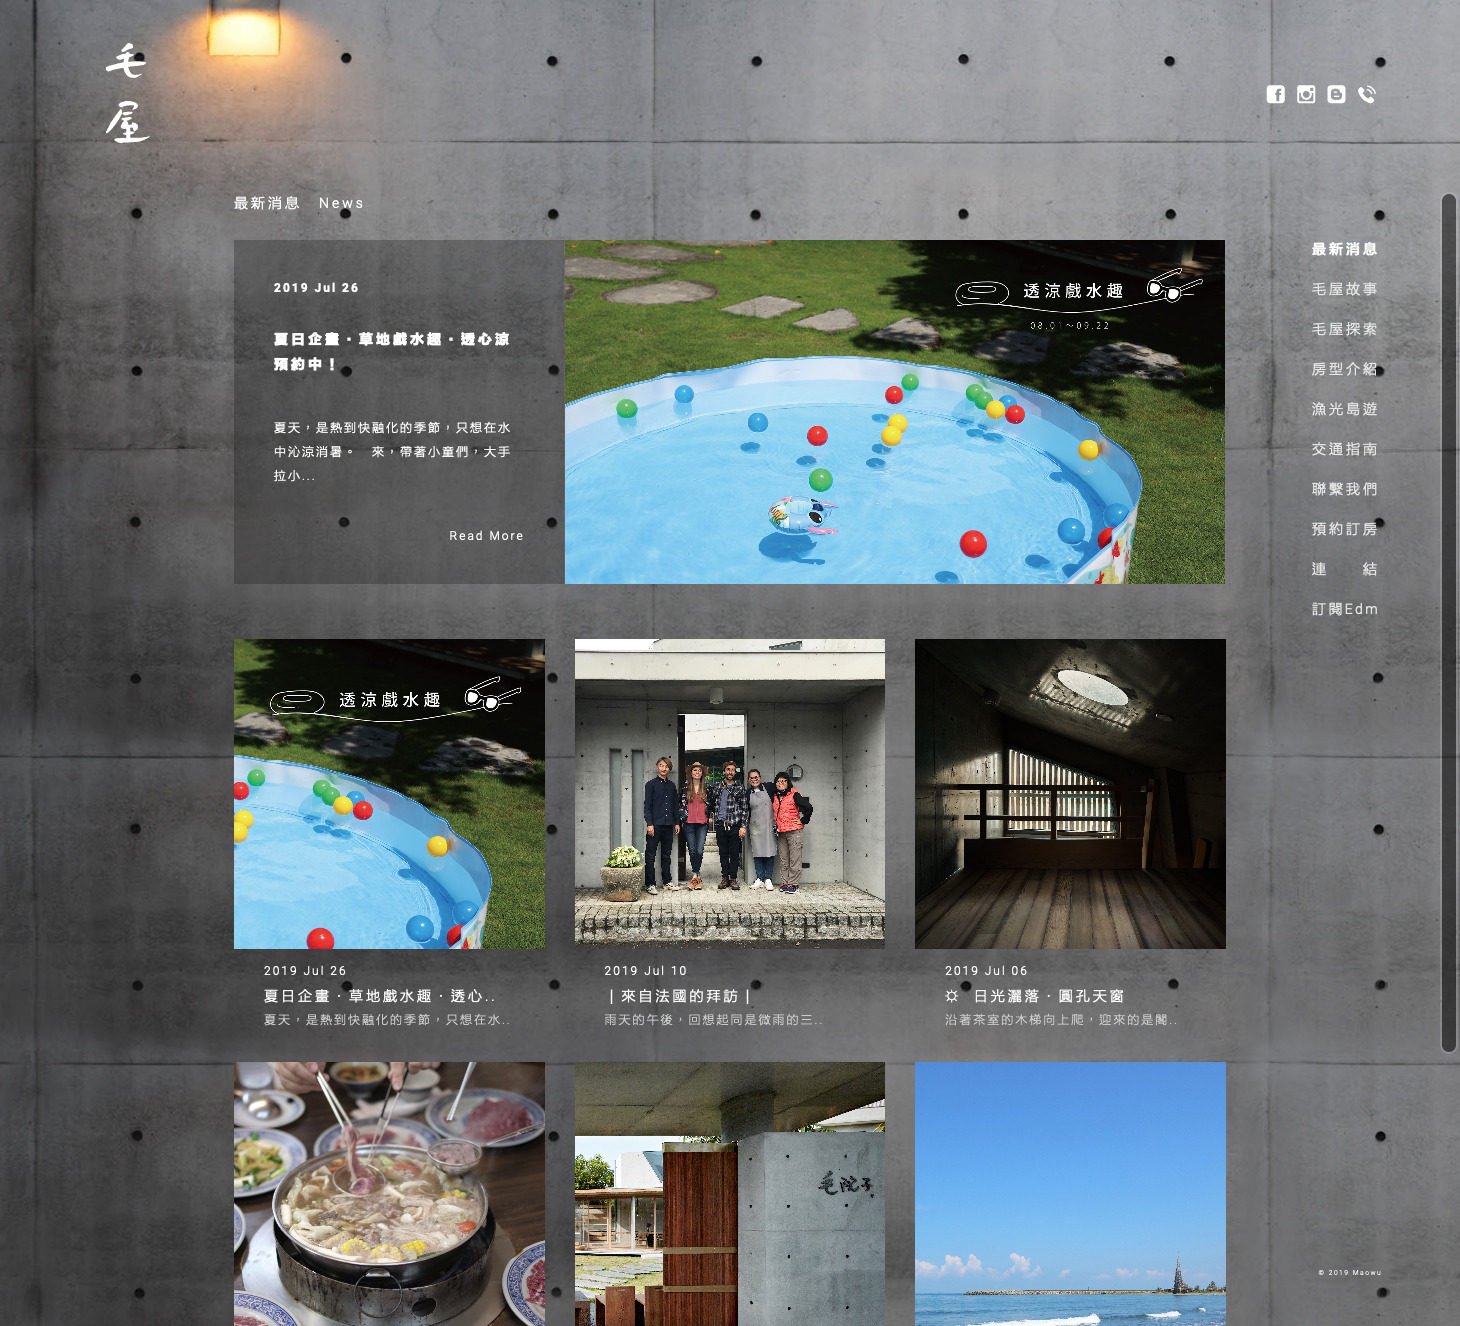 毛
屋
最新消息　News
2019 Jul 26
夏日企畫．草地戲水趣．透心涼
預約中！
夏天，是熱到快融化的季節，只想在水
中沁涼消暑。　來，帶著小童們，大手
拉小...
Read More
透涼戲水趣
08.01～09.22
最新消息
毛屋故事
毛屋探索
房型介紹
漁光島遊
交通指南
聯繫我們
預約訂房
連　　結
訂閱Edm
透涼戲水趣
2019 Jul 26
夏日企畫．草地戲水趣．透心..
夏天，是熱到快融化的季節，只想在水..
2019 Jul 10
｜來自法國的拜訪｜
雨天的午後，回想起同是微雨的三..
2019 Jul 06
☼　日光灑落．圓孔天窗
沿著茶室的木梯向上爬，迎來的是閣..
毛院子
© 2019 Maowu